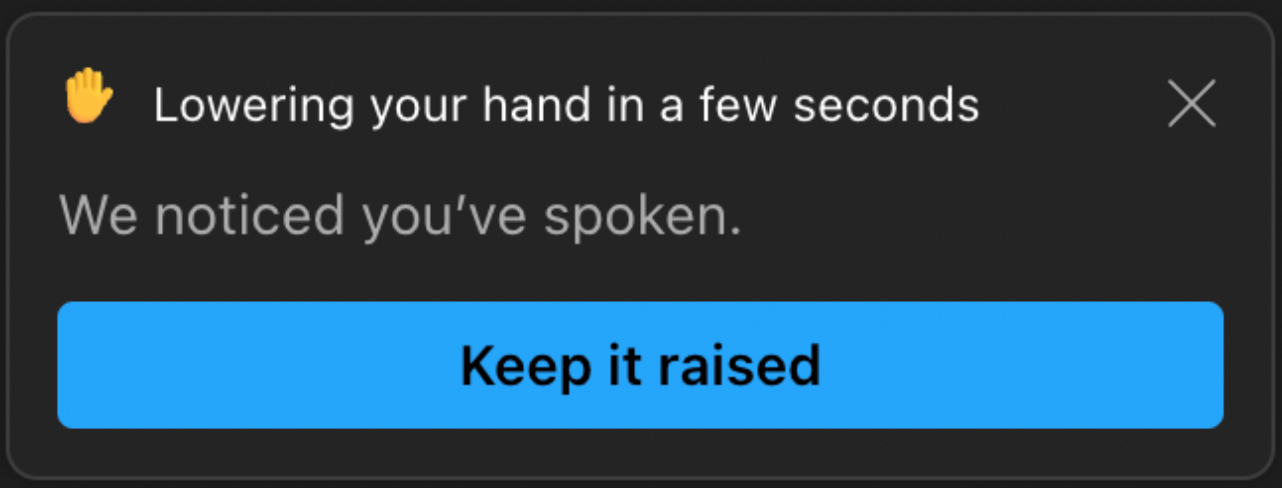 Lowering your hand in a few seconds
We noticed you’ve spoken.
Keep it raised